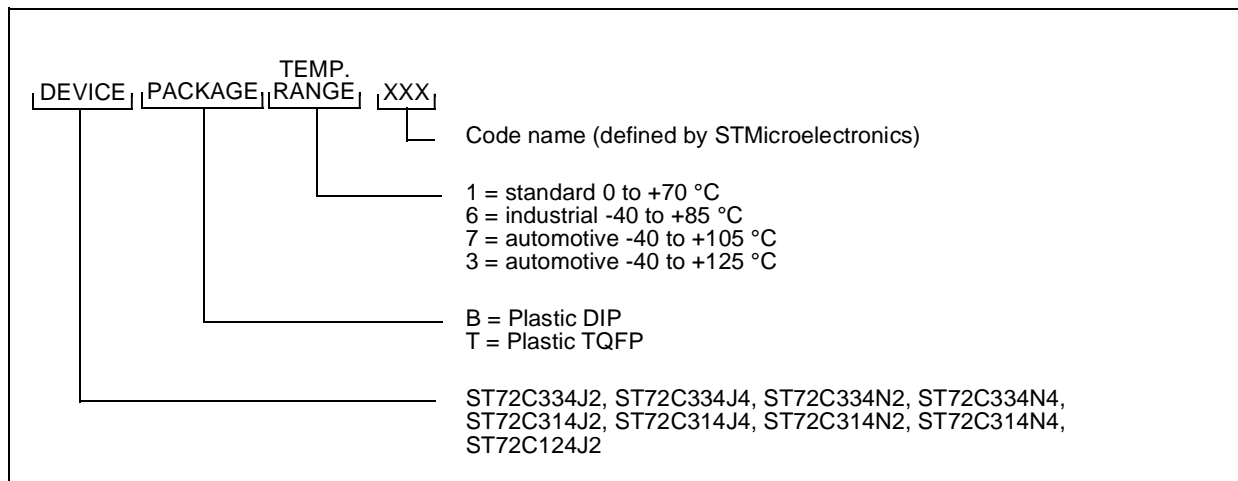 TEMP.
DEVICE PACKAGE RANGE XXX
Code name (defined by STMicroelectronics)
1 = standard 0 to +70 °C
6 = industrial -40 to +85 °C
7 = automotive -40 to +105 °C
3 = automotive -40 to +125 °C
B = Plastic DIP
T = Plastic TQFP
ST72C334J2, ST72C334J4, ST72C334N2, ST72C334N4,
ST72C314J2, ST72C314J4, ST72C314N2, ST72C314N4,
ST72C124J2